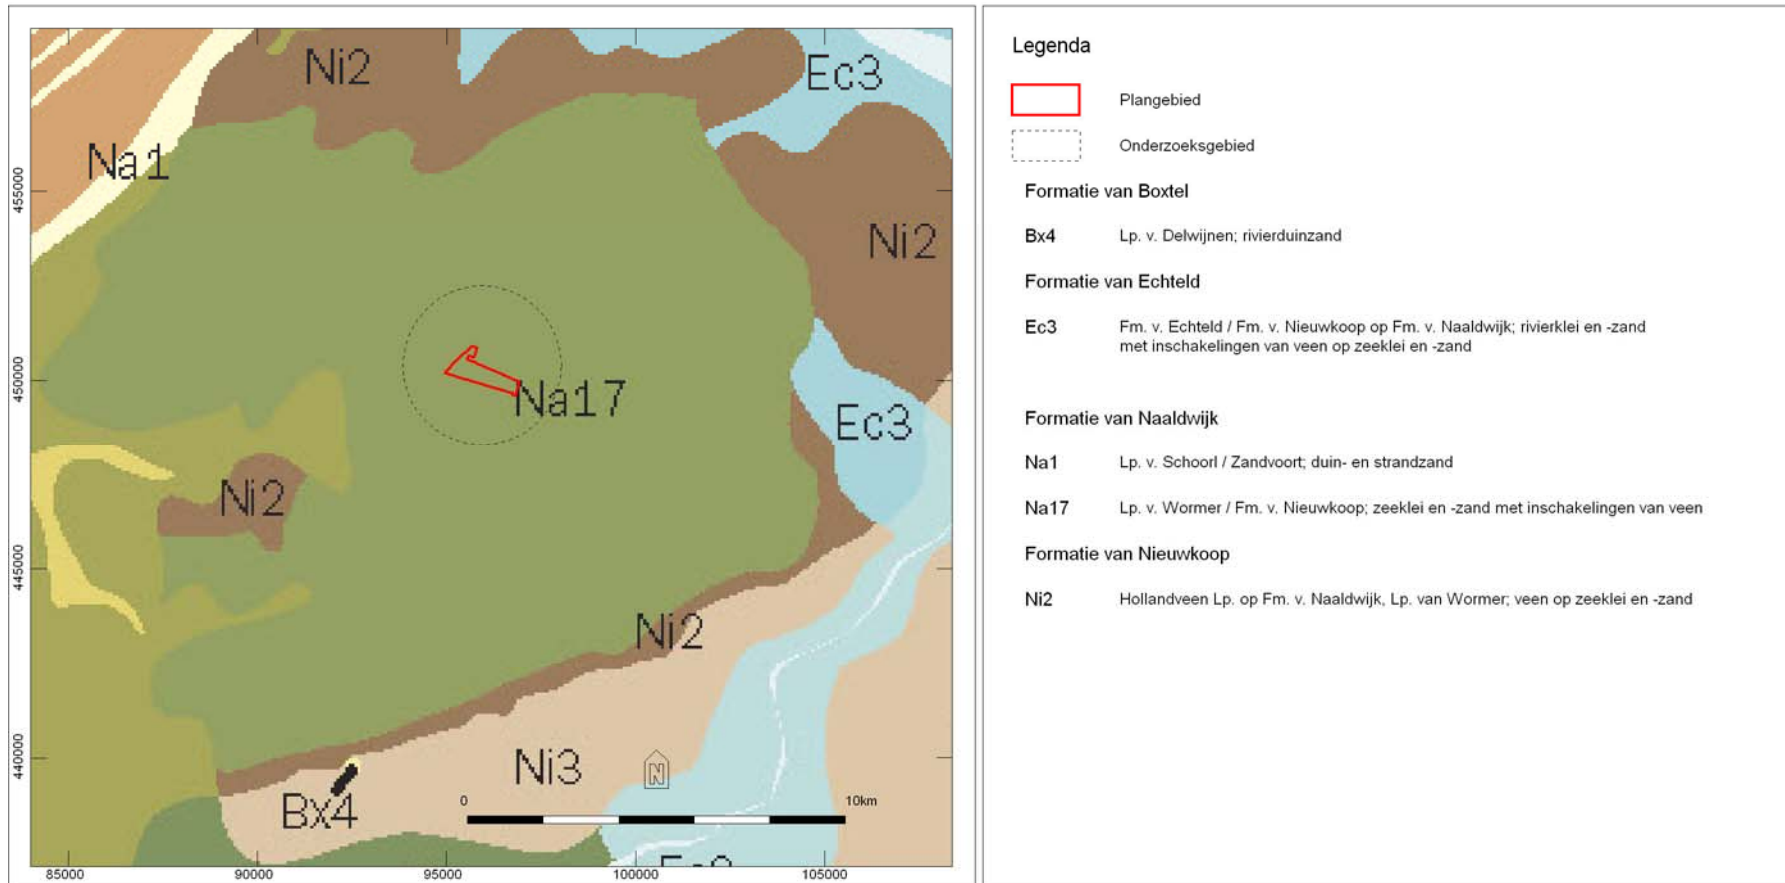 Ni2
Ec3
Na1
Ni2
Na17
Ec3
Ni2
Ni2
Ni3
N
Bx4
0
10km
455000
450000
445000
440000
85000
90000
95000
100000
105000
Legenda
Plangebied
Onderzoeksgebied
Formatie van Boxtel
Bx4 Lp. v. Delwijnen; rivierduinzand
Formatie van Echteld
Ec3 Fm. v. Echteld / Fm. v. Nieuwkoop op Fm. v. Naaldwijk; rivierklei en -zand
met inschakelingen van veen op zeeklei en -zand
Formatie van Naaldwijk
Na1 Lp. v. Schoorl / Zandvoort; duin- en strandzand
Na17 Lp. v. Wormer / Fm. v. Nieuwkoop; zeeklei en -zand met inschakelingen van veen
Formatie van Nieuwkoop
Ni2 Hollandveen Lp. op Fm. v. Naaldwijk, Lp. van Wormer; veen op zeeklei en -zand